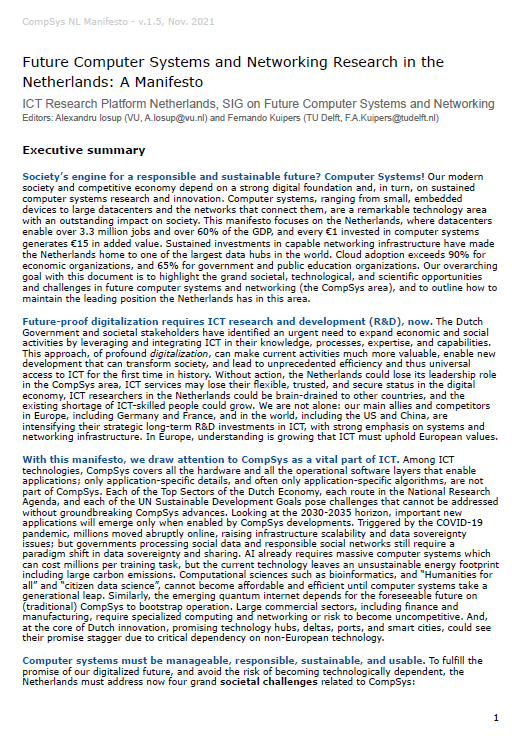 CompSys NL Manifesto - v.1.5, Nov. 2021
Future Computer Systems and Networking Research in the
Netherlands: A Manifesto
ICT Research Platform Netherlands, SIG on Future Computer Systems and Networking
Editors: Alexandru Iosup (VU, A.Iosup@vu.nl) and Fernando Kuipers (TU Delft, F.A.Kuipers@tudelft.nl)
Executive summary
Society's engine for a responsible and sustainable future? Computer Systems! Our modern
society and competitive economy depend on a strong digital foundation and, in turn, on sustained
computer systems research and innovation. Computer systems, ranging from small, embedded
devices to large datacenters and the networks that connect them, are a remarkable technology area
with an outstanding impact on society. This manifesto focuses on the Netherlands, where datacenters
enable over 3.3 million jobs and over 60% of the GDP, and every €1 invested in computer systems
generates €15 in added value. Sustained investments in capable networking infrastructure have made
the Netherlands home to one of the largest data hubs in the world. Cloud adoption exceeds 90% for
economic organizations, and 65% for government and public education organizations. Our overarching
goal with this document is to highlight the grand societal, technological, and scientific opportunities
and challenges in future computer systems and networking (the CompSys area), and to outline how to
maintain the leading position the Netherlands has in this area.
Future-proof digitalization requires ICT research and development (R&D), now. The Dutch
Government and societal stakeholders have identified an urgent need to expand economic and social
activities by leveraging and integrating ICT in their knowledge, processes, expertise, and capabilities.
This approach, of profound digitalization, can make current activities much more valuable, enable new
development that can transform society, and lead to unprecedented efficiency and thus universal
access to ICT for the first time in history. Without action, the Netherlands could lose its leadership role
in the CompSys area, ICT services may lose their flexible, trusted, and secure status in the digital
economy, ICT researchers in the Netherlands could be brain-drained to other countries, and the
existing shortage of ICT-skilled people could grow. We are not alone: our main allies and competitors
in Europe, including Germany and France, and in the world, including the US and China, are
intensifying their strategic long-term R&D investments in ICT, with strong emphasis on systems and
networking infrastructure. In Europe, understanding is growing that ICT must uphold European values.
With this manifesto, we draw attention to CompSys as a vital part of ICT. Among ICT
technologies, CompSys covers all the hardware and all the operational software layers that enable
applications; only application-specific details, and often only application-specific algorithms, are not
part of CompSys. Each of the Top Sectors of the Dutch Economy, each route in the National Research
Agenda, and each of the UN Sustainable Development Goals pose challenges that cannot be addressed
without groundbreaking CompSys advances. Looking at the 2030-2035 horizon, important new
applications will emerge only when enabled by CompSys developments. Triggered by the COVID-19
pandemic, millions moved abruptly online, raising infrastructure scalability and data sovereignty
issues; but governments processing social data and responsible social networks still require a
paradigm shift in data sovereignty and sharing. AI already requires massive computer systems which
can cost millions per training task, but the current technology leaves an unsustainable energy footprint
including large carbon emissions. Computational sciences such as bioinformatics, and "Humanities for
all" and "citizen data science", cannot become affordable and efficient until computer systems take a
generational leap. Similarly, the emerging quantum internet depends for the foreseeable future on
(traditional) CompSys to bootstrap operation. Large commercial sectors, including finance and
manufacturing, require specialized computing and networking or risk to become uncompetitive. And,
at the core of Dutch innovation, promising technology hubs, deltas, ports, and smart cities, could see
their promise stagger due to critical dependency on non-European technology.
Computer systems must be manageable, responsible, sustainable, and usable. To fulfill the
promise of our digitalized future, and avoid the risk of becoming technologically dependent, the
Netherlands must address now four grand societal challenges related to CompSys:
1